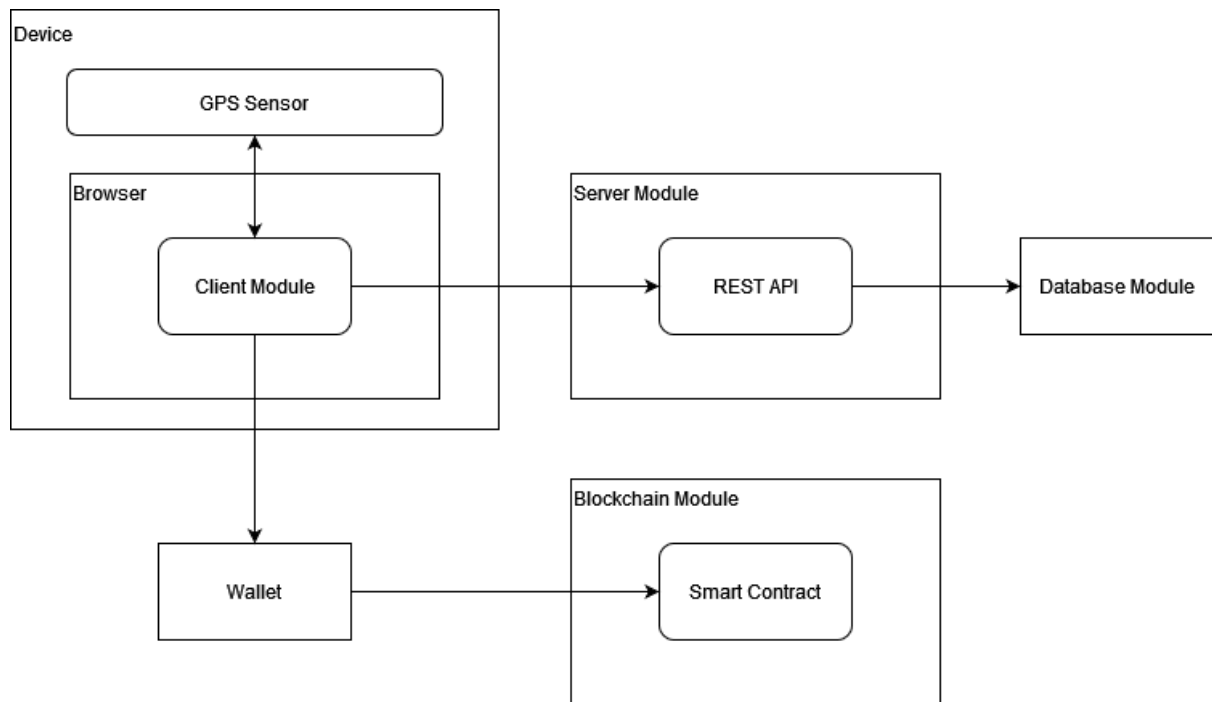 Device
GPS Sensor
Browser
Client Module
Server Module
REST API
Database Module
Blockchain Module
Wallet
Smart Contract